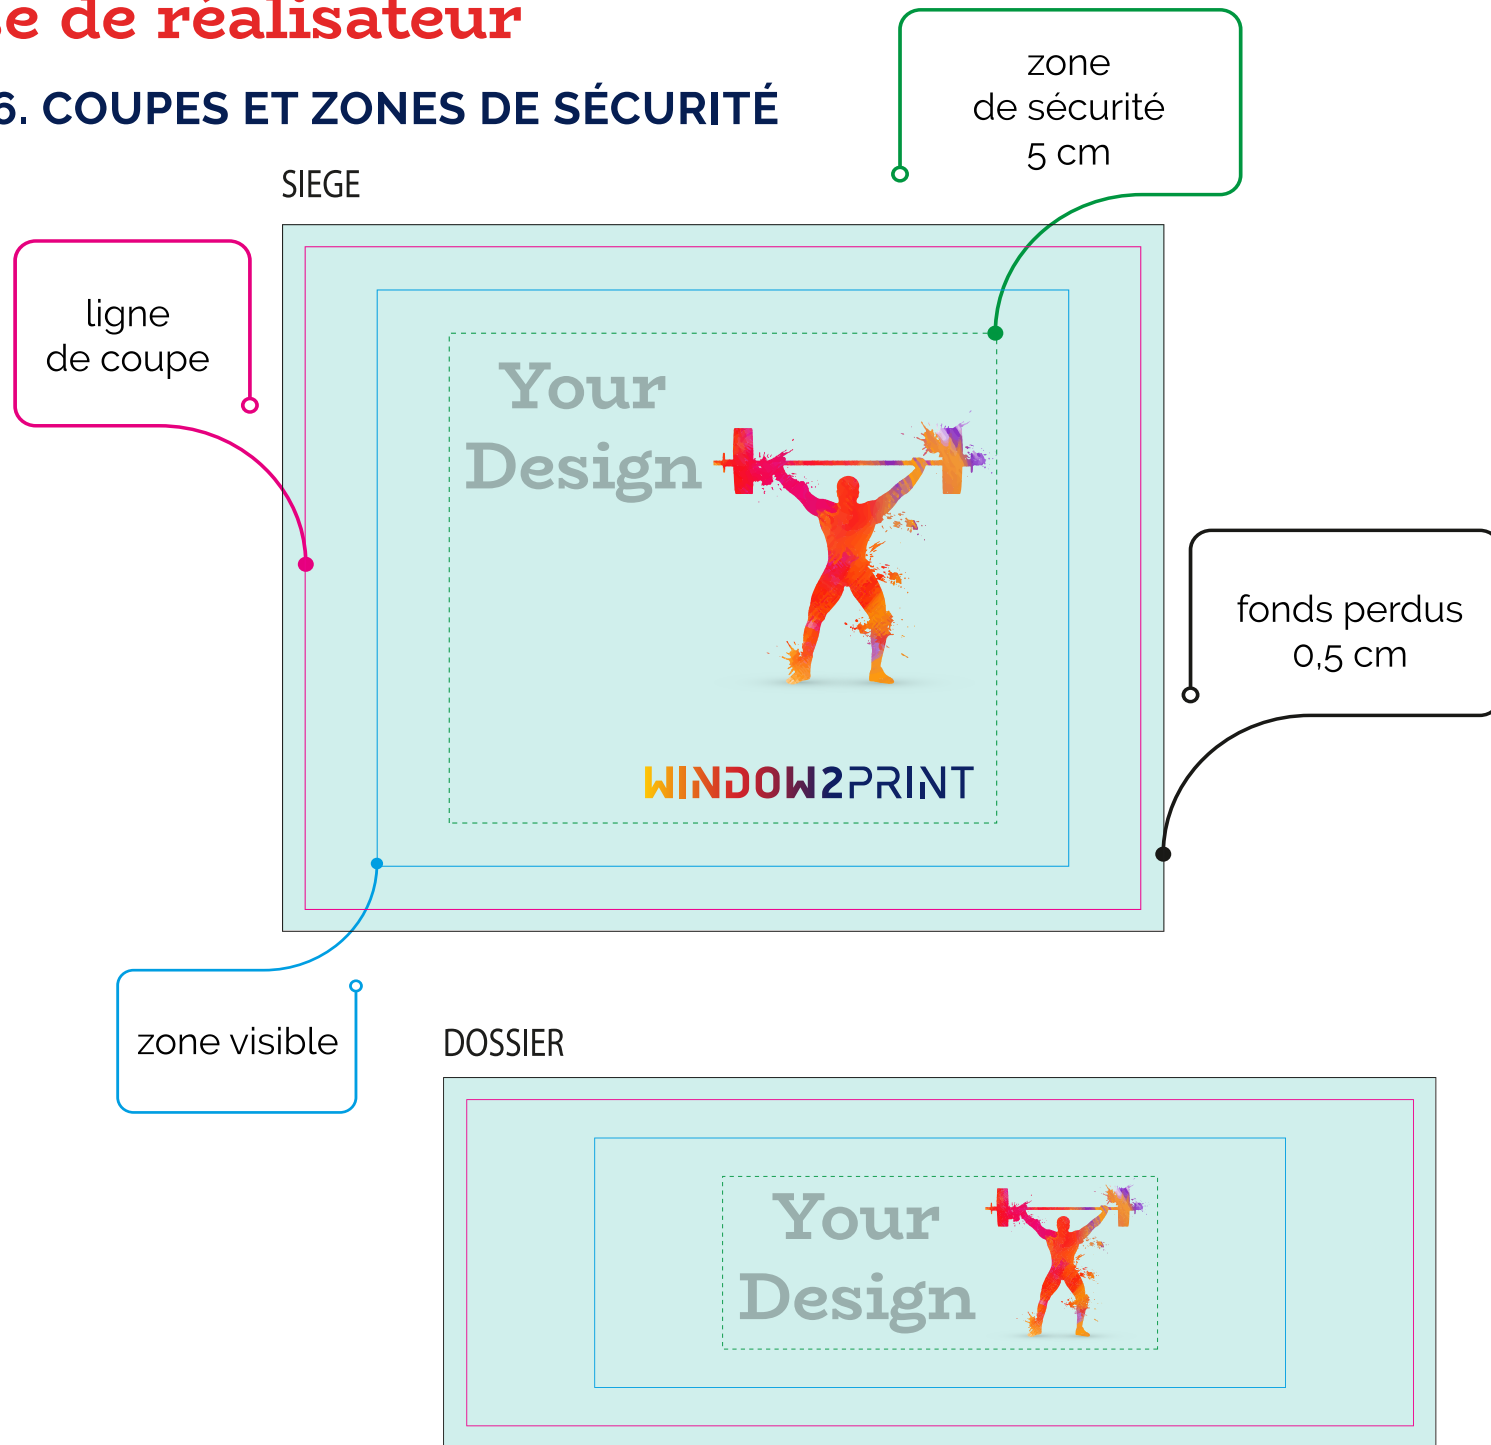 de réalisateur
6. COUPES ET ZONES DE SÉCURITÉ
zone
de sécurité
5 cm
SIEGE
ligne
de coupe
Your
Design
fonds perdus
0,5 cm
WINDOW2PRINT
zone visible
DOSSIER
Your
Design